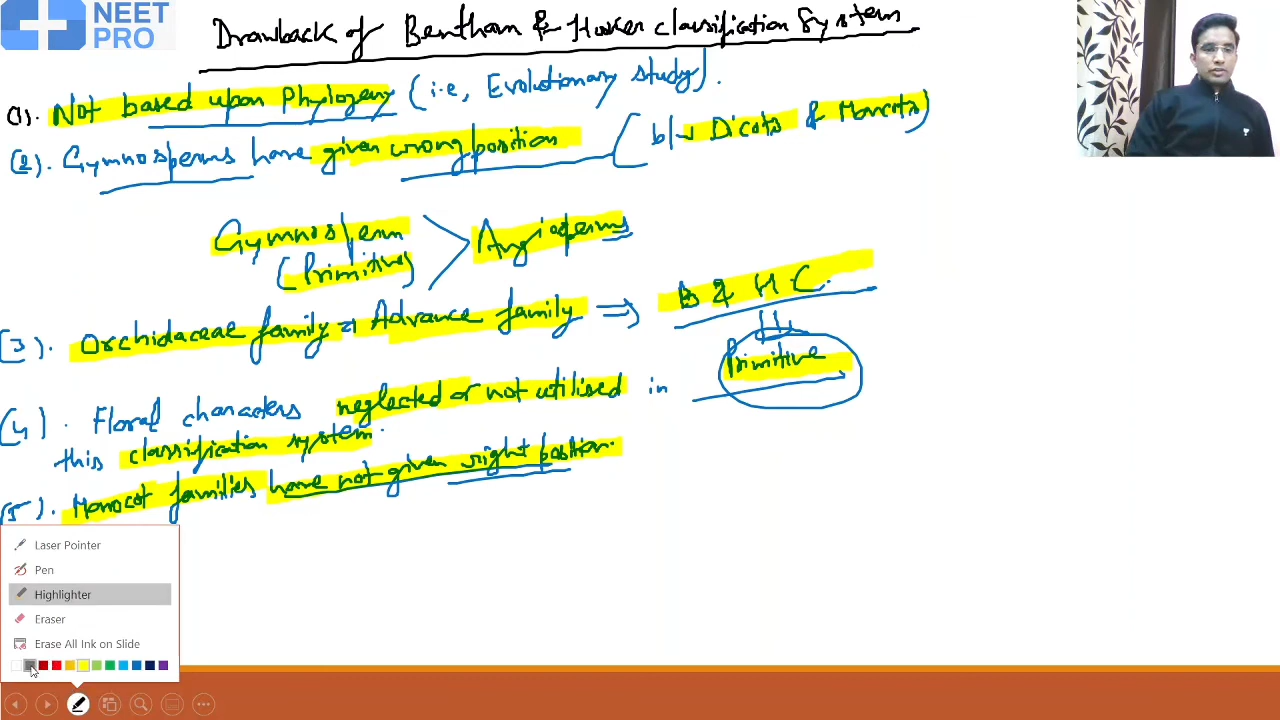 NEET
PRO
Drawback of Bentham & Hooker classification System
(1). Not based upon Phylogeny (i.e, Evolutionary study).
(2). Gymnosperms have given wrong position (b/w Dicots & Monocots)
Gymnosperm > Angiosperms
(Primitive)
(3). Orchidaceae family = Advance family ⇒ B & H C.
Primitive
(4). Floral characters neglected or not utilised in
this classification system.
(5). Monocot families have not given right position.
Laser Pointer
Pen
Highlighter
Eraser
Erase All Ink on Slide